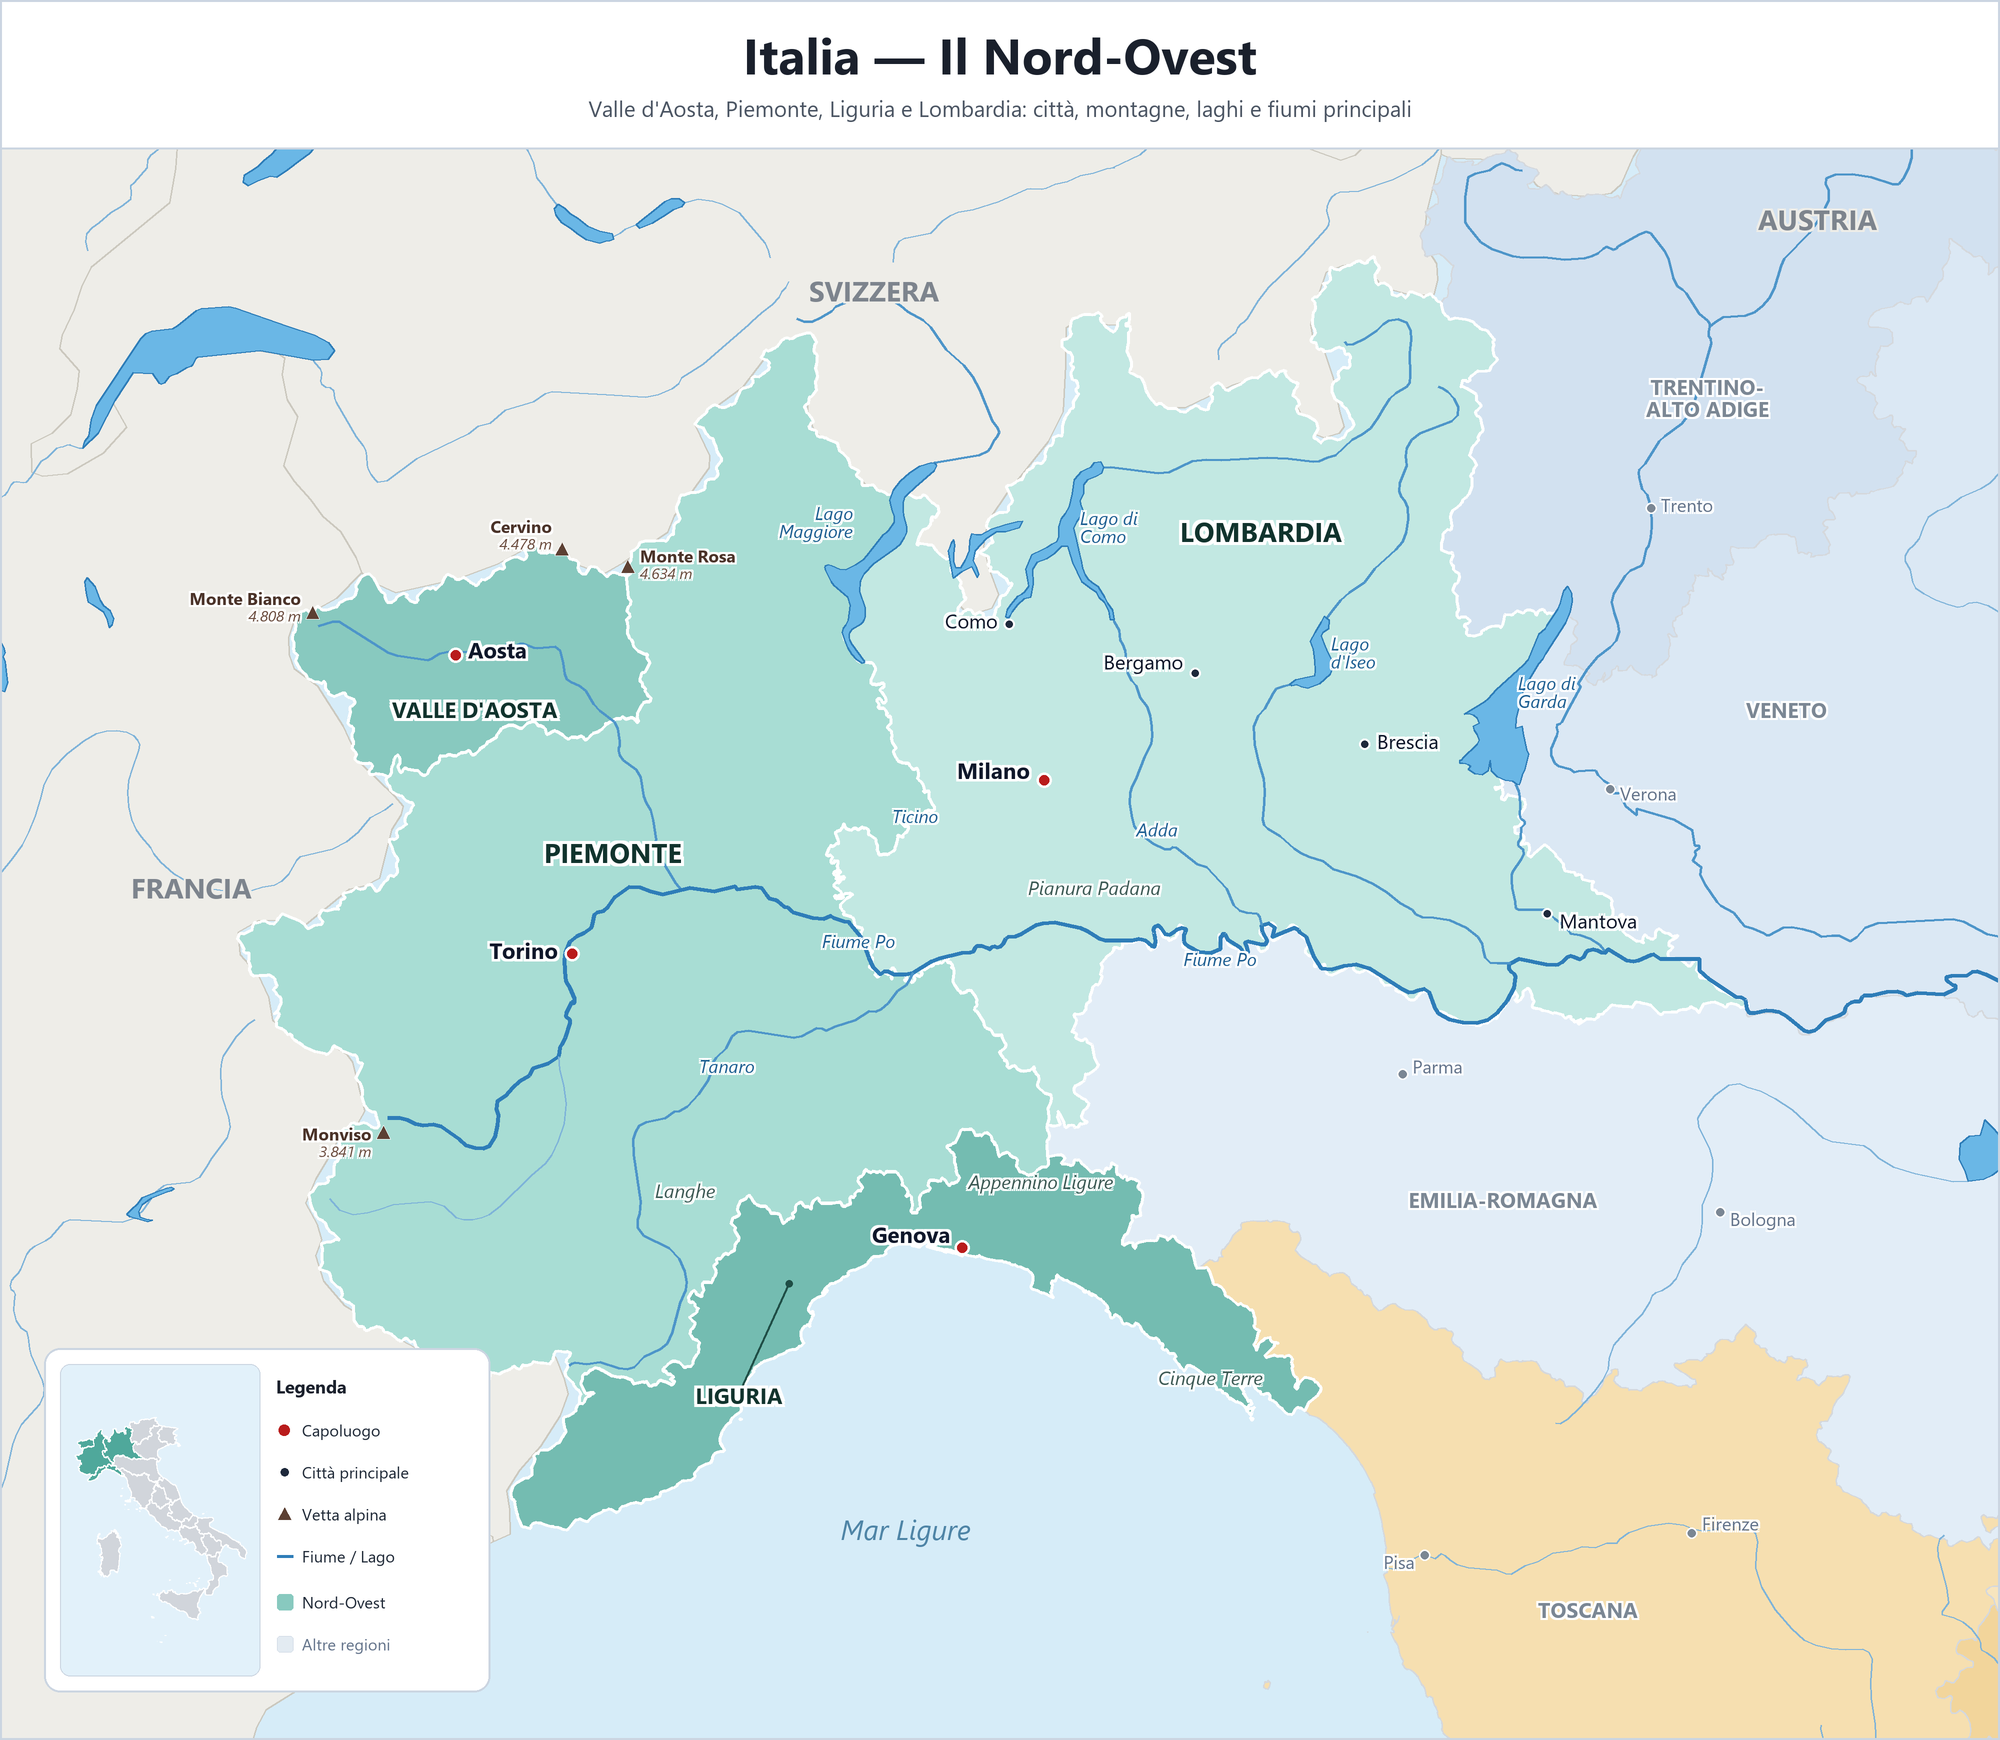 Italia — Il Nord-Ovest
Valle d'Aosta, Piemonte, Liguria e Lombardia: città, montagne, laghi e fiumi principali
AUSTRIA
SVIZZERA
TRENTINO-
ALTO ADIGE
Trento
Lago
Maggiore
Lago di
Como
LOMBARDIA
Cervino
4.478 m
Monte Rosa
4.634 m
Monte Bianco
4.808 m
Como
Aosta
VALLE D'AOSTA
Bergamo
Lago
d'Iseo
Lago di
Garda
VENETO
Brescia
Milano
Verona
Ticino
Adda
PIEMONTE
FRANCIA
Pianura Padana
Mantova
Fiume Po
Fiume Po
Torino
Tanaro
Parma
Monviso
3.841 m
Langhe
Appennino Ligure
EMILIA-ROMAGNA
Bologna
Genova
Cinque Terre
LIGURIA
Mar Ligure
Firenze
Pisa
TOSCANA
Legenda
Capoluogo
Città principale
Vetta alpina
Fiume / Lago
Nord-Ovest
Altre regioni